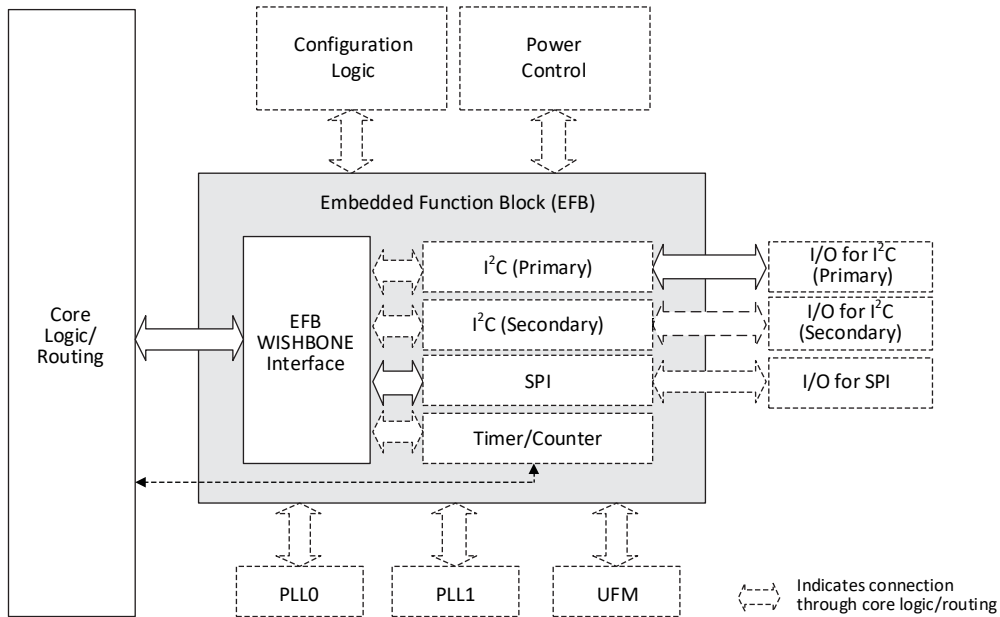 Configuration
Logic
Power
Control
Embedded Function Block (EFB)
Core
Logic/
Routing
EFB
WISHBONE
Interface
I²C (Primary)
I²C (Secondary)
SPI
Timer/Counter
I/O for I²C
(Primary)
I/O for I²C
(Secondary)
I/O for SPI
PLL0
PLL1
UFM
Indicates connection
through core logic/routing